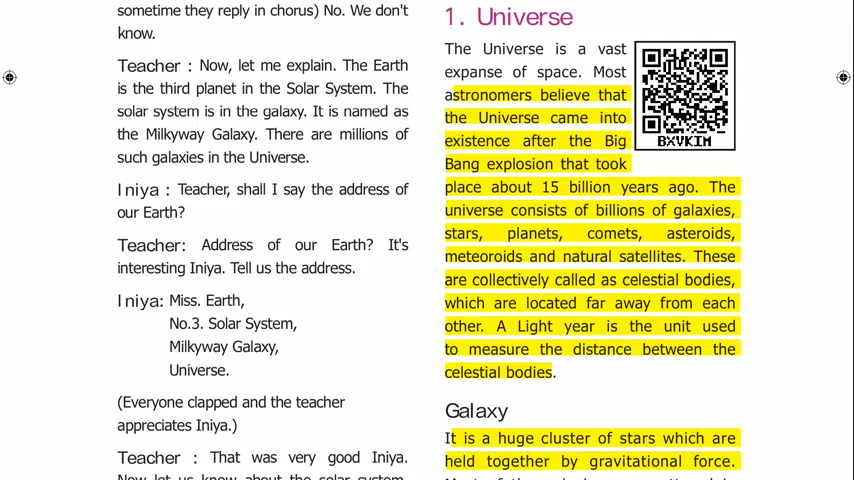 sometime they reply in chorus) No. We don't
know.
Teacher : Now, let me explain. The Earth
is the third planet in the Solar System. The
solar system is in the galaxy. It is named as
the Milkyway Galaxy. There are millions of
such galaxies in the Universe.
Iniya : Teacher, shall I say the address of
our Earth?
Teacher: Address of our Earth? It's
interesting Iniya. Tell us the address.
Iniya: Miss. Earth,
No.3. Solar System,
Milkyway Galaxy,
Universe.
(Everyone clapped and the teacher
appreciates Iniya.)
Teacher : That was very good Iniya.
Now let us know about the solar system.
1. Universe
The Universe is a vast
expanse of space. Most
astronomers believe that
the Universe came into
existence after the Big
Bang explosion that took
place about 15 billion years ago. The
universe consists of billions of galaxies,
stars, planets, comets, asteroids,
meteoroids and natural satellites. These
are collectively called as celestial bodies,
which are located far away from each
other. A Light year is the unit used
to measure the distance between the
celestial bodies.
BXVKIM
Galaxy
It is a huge cluster of stars which are
held together by gravitational force.